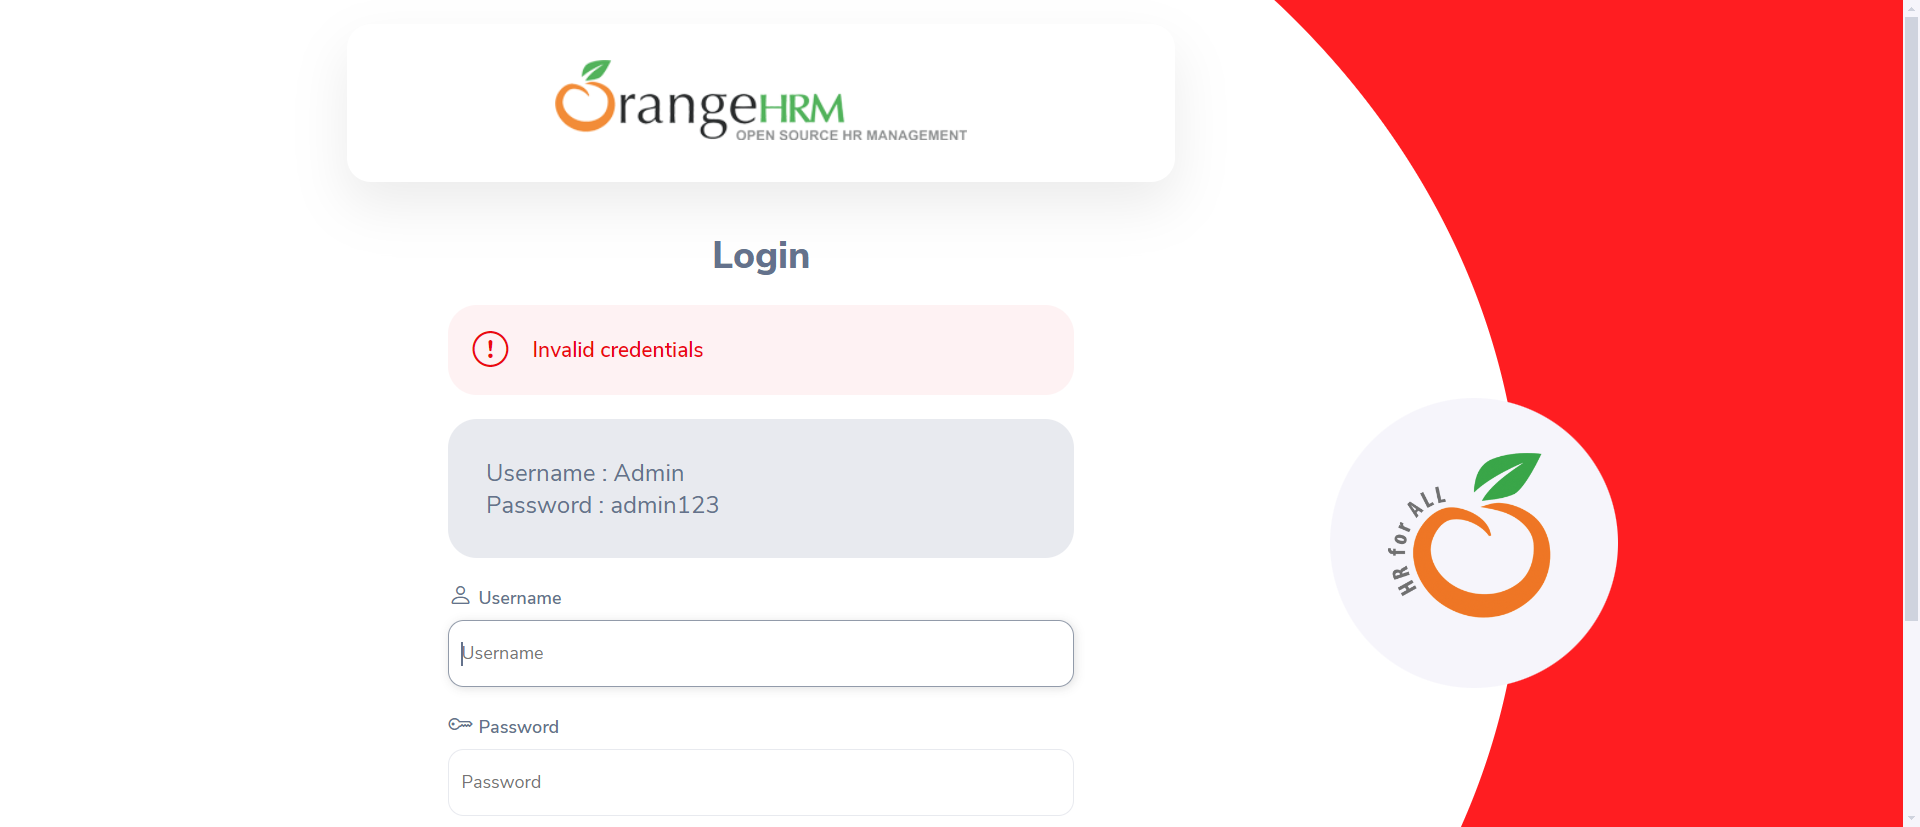 OrangeHRM
OPEN SOURCE HR MANAGEMENT
Login
Invalid credentials
Username : Admin
Password : admin123
Username
Username
Password
Password
HR for ALL